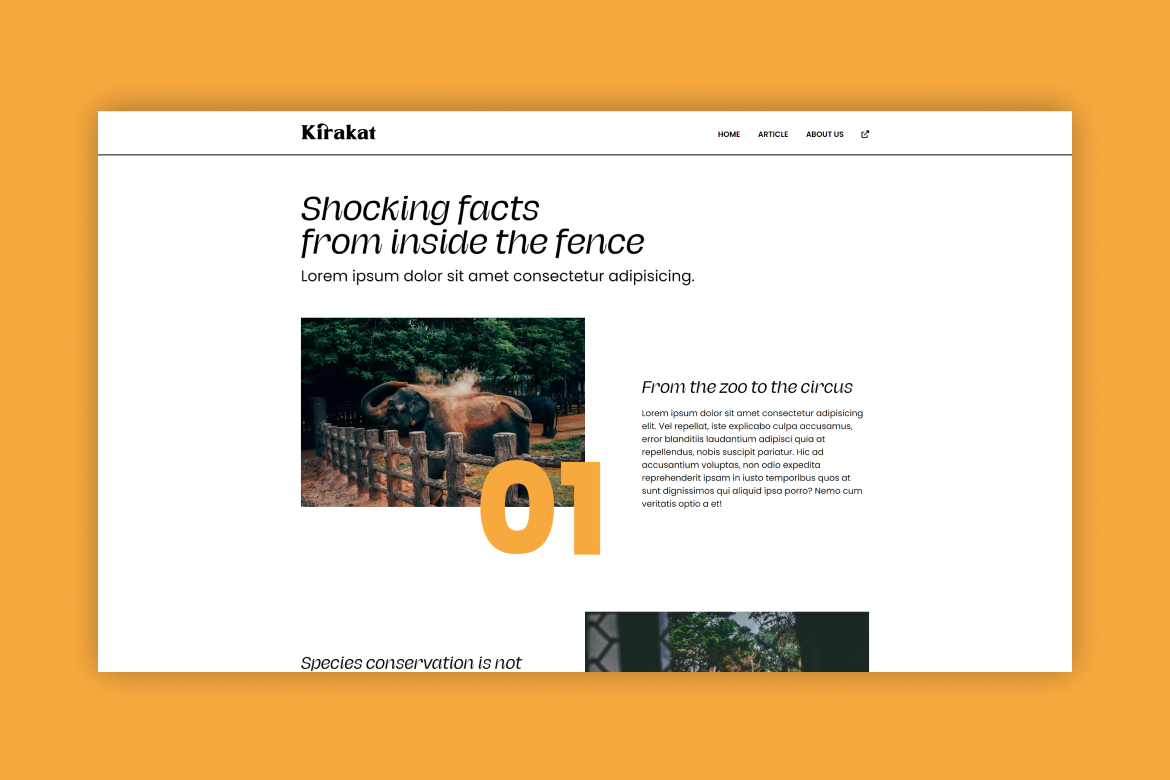 Kirakat
HOME ARTICLE ABOUT US
Shocking facts
from inside the fence
Lorem ipsum dolor sit amet consectetur adipisicing.
From the zoo to the circus
Lorem ipsum dolor sit amet consectetur adipisicing
elit. Vel repellat, iste explicabo culpa accusamus,
error blanditiis laudantium adipisci quia at
repellendus, nobis suscipit pariatur. Hic ad
accusantium voluptas, non odio expedita
reprehenderit ipsam in iusto temporibus quos at
sunt dignissimos qui aliquid ipsa porro? Nemo cum
veritatis optio a et!
01
Species conservation is not